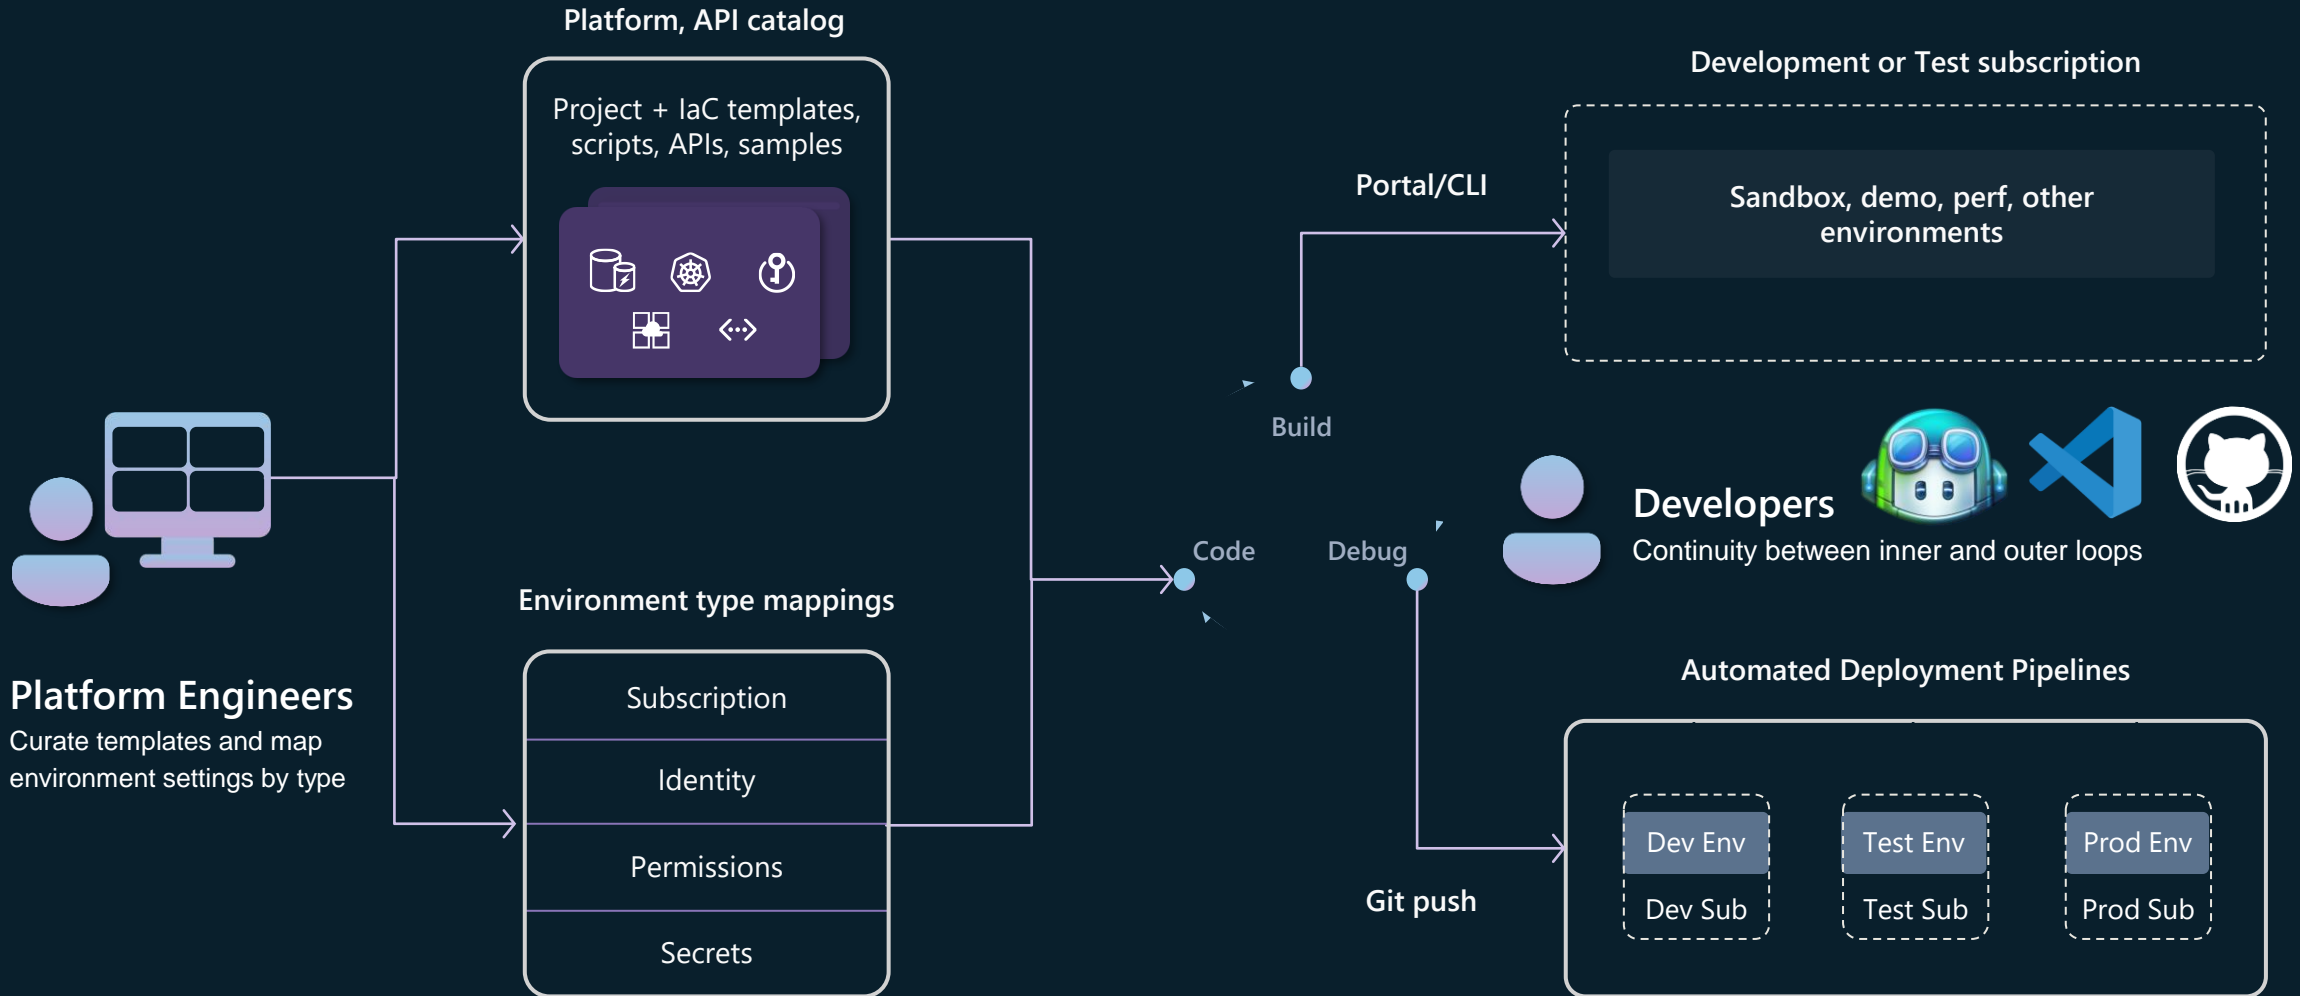 Platform, API catalog
Project + IaC templates,
scripts, APIs, samples
Platform Engineers
Curate templates and map
environment settings by type
Environment type mappings
Subscription
Identity
Permissions
Secrets
Build
Code
Debug
Portal/CLI
Development or Test subscription
Sandbox, demo, perf, other
environments
Developers
Continuity between inner and outer loops
Git push
Automated Deployment Pipelines
Dev Env
Dev Sub
Test Env
Test Sub
Prod Env
Prod Sub